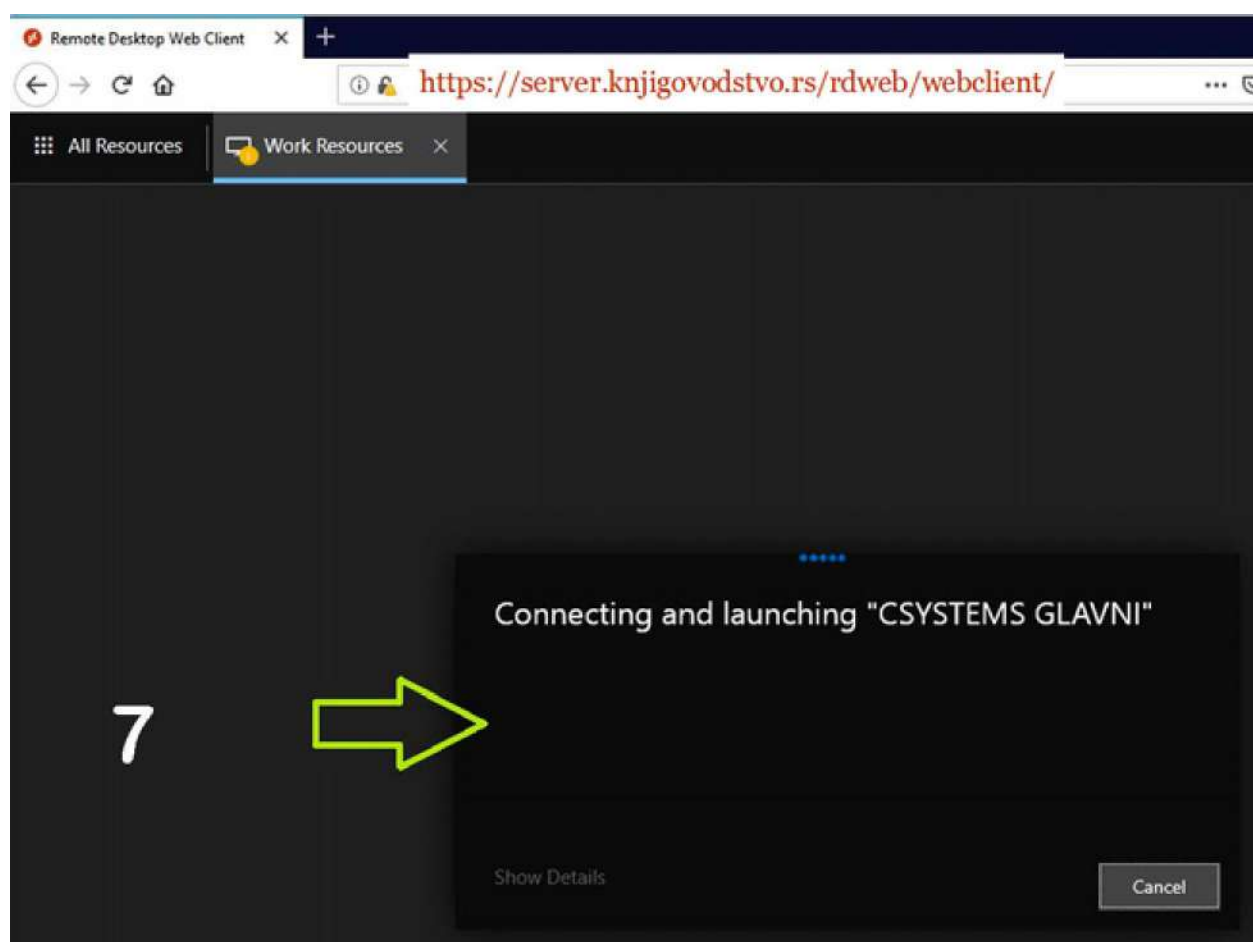 Remote Desktop Web Client
https://server.knjigovodstvo.rs/rdweb/webclient/
All Resources
Work Resources
Connecting and launching "CSYSTEMS GLAVNI"
7
Show Details
Cancel